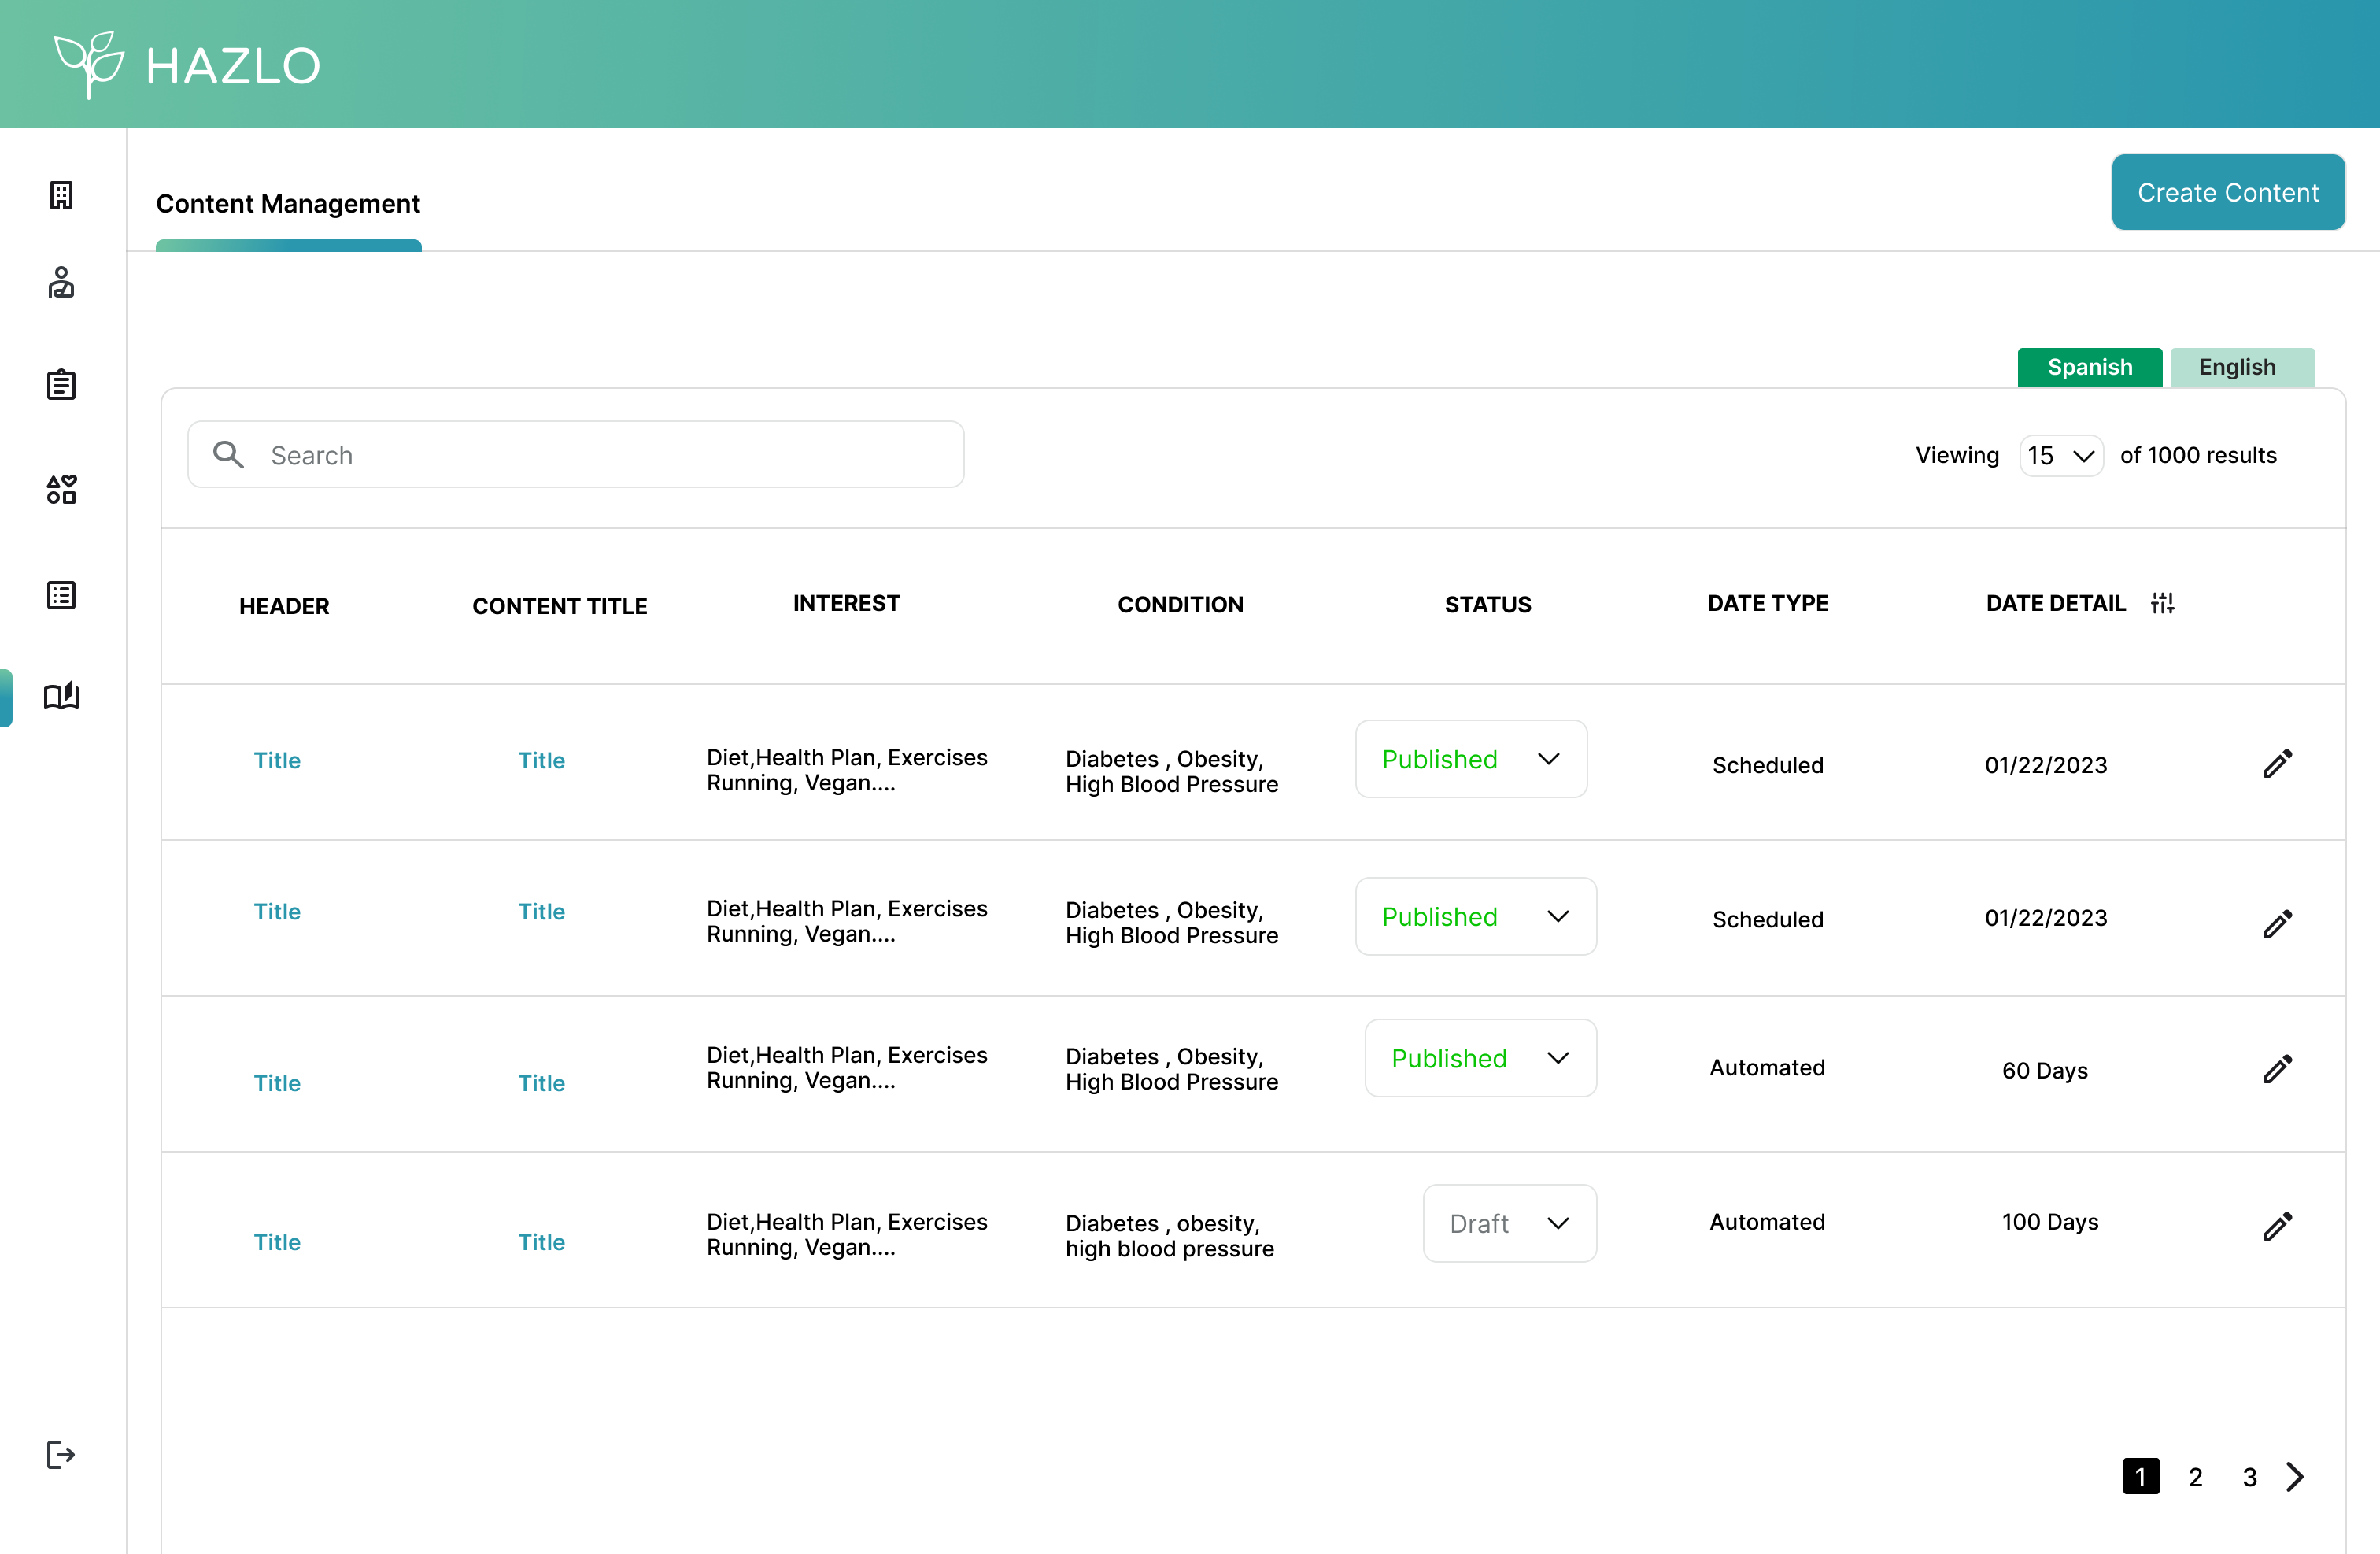 HAZLO
Content Management
Create Content
Spanish
English
Search
Viewing 15 of 1000 results
HEADER CONTENT TITLE INTEREST CONDITION STATUS DATE TYPE DATE DETAIL
Title
Title
Diet,Health Plan, Exercises
Running, Vegan....
Diabetes , Obesity,
High Blood Pressure
Published
Scheduled
01/22/2023
Title
Title
Diet,Health Plan, Exercises
Running, Vegan....
Diabetes , Obesity,
High Blood Pressure
Published
Scheduled
01/22/2023
Title
Title
Diet,Health Plan, Exercises
Running, Vegan....
Diabetes , Obesity,
High Blood Pressure
Published
Automated
60 Days
Title
Title
Diet,Health Plan, Exercises
Running, Vegan....
Diabetes , obesity,
high blood pressure
Draft
Automated
100 Days
1 2 3